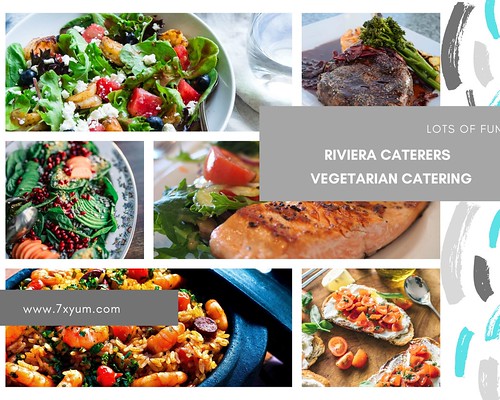 LOTS OF FUN
RIVIERA CATERERS
VEGETARIAN CATERING
www.7xyum.com